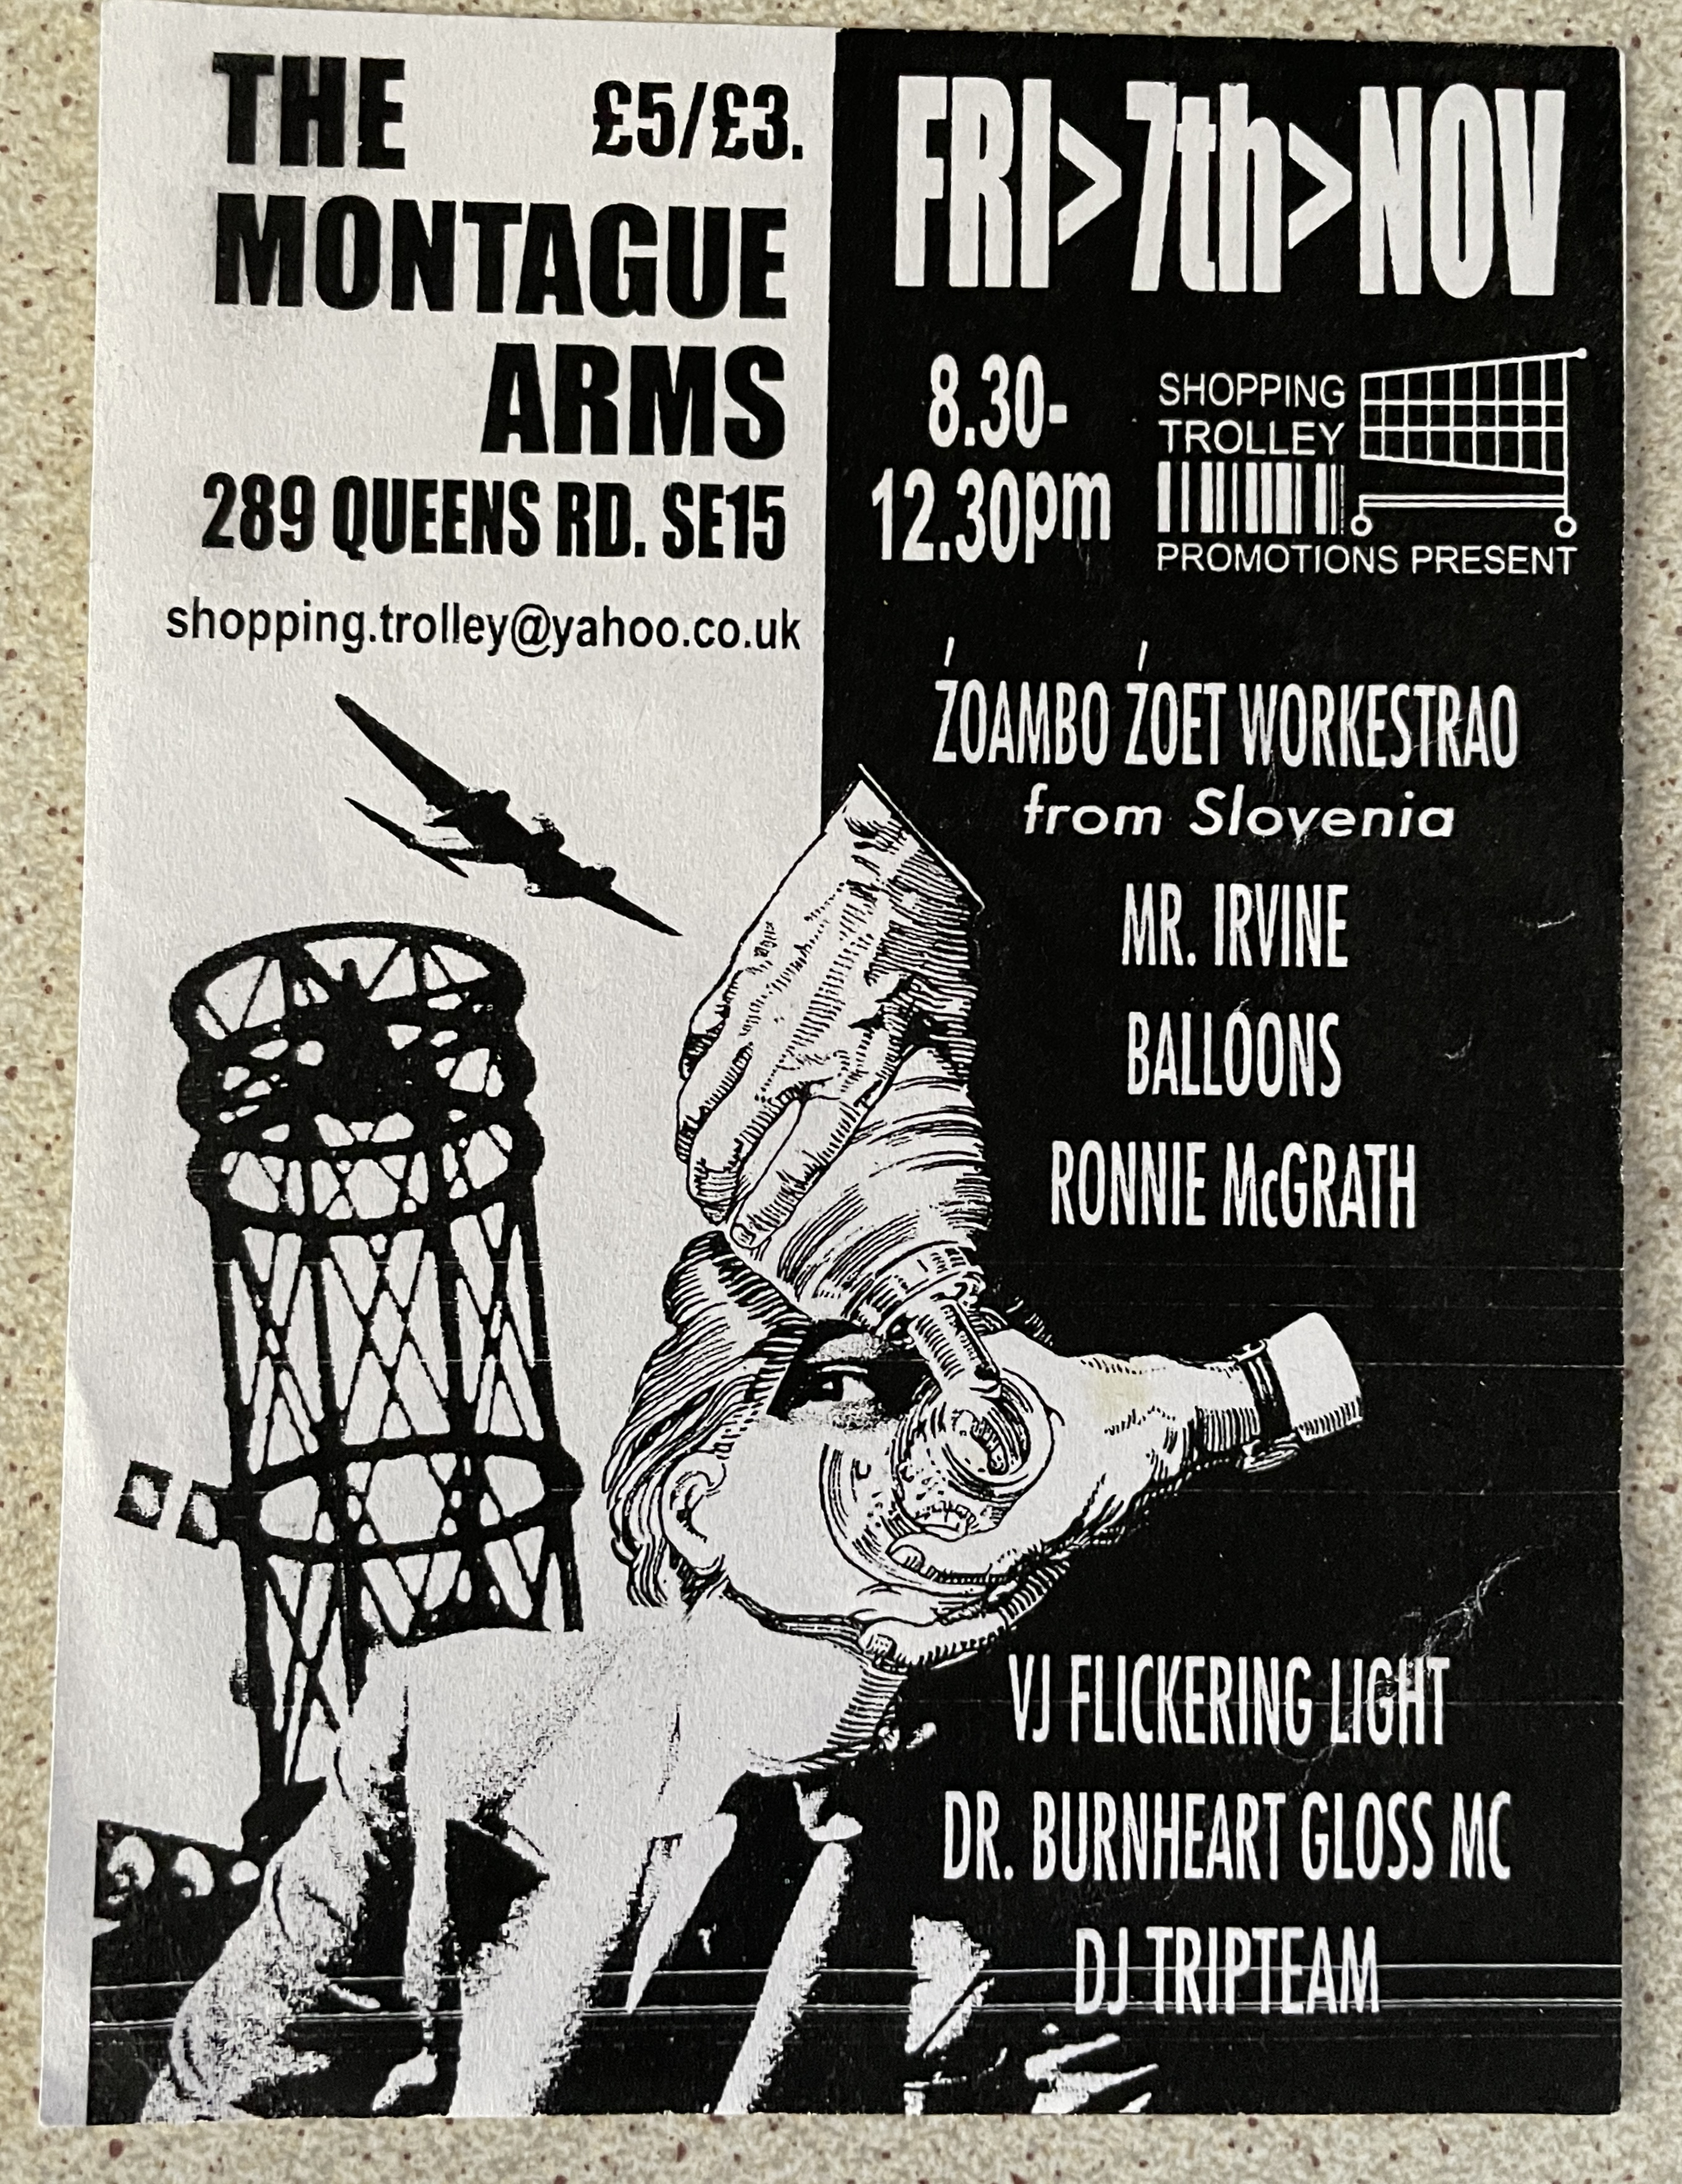 THE £5/£3.
MONTAGUE
ARMS
289 QUEENS RD. SE15
shopping.trolley@yahoo.co.uk
FRI>7th>NOV
8.30-
12.30pm
SHOPPING
TROLLEY
PROMOTIONS PRESENT
ŹOAMBO ŹOET WORKESTRAO
from Slovenia
MR. IRVINE
BALLOONS
RONNIE McGRATH
VJ FLICKERING LIGHT
DR. BURNHEART GLOSS MC
DJ TRIPTEAM